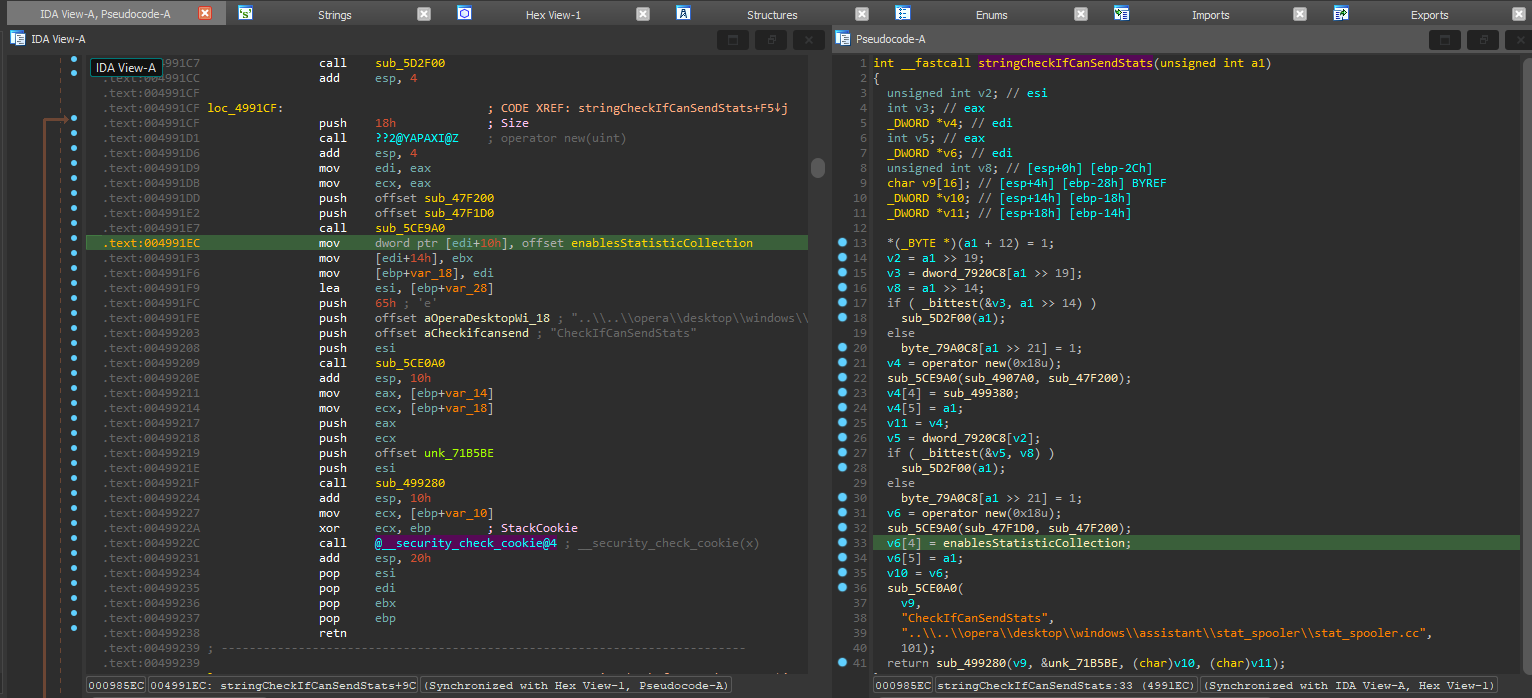 IDA View-A, Pseudocode-A
Strings
Hex View-1
Structures
Enums
Imports
Exports
IDA View-A
IDA View-A
4991C7 call sub_5D2F00
4991CC add esp, 4
.text:004991CF
.text:004991CF loc_4991CF: ; CODE XREF: stringCheckIfCanSendStats+F5↓j
.text:004991CF push 18h ; Size
.text:004991D1 call ??2@YAPAXI@Z ; operator new(uint)
.text:004991D6 add esp, 4
.text:004991D9 mov edi, eax
.text:004991DB mov ecx, eax
.text:004991DD push offset sub_47F200
.text:004991E2 push offset sub_47F1D0
.text:004991E7 call sub_5CE9A0
.text:004991EC mov dword ptr [edi+10h], offset enablesStatisticCollection
.text:004991F3 mov [edi+14h], ebx
.text:004991F6 mov [ebp+var_18], edi
.text:004991F9 lea esi, [ebp+var_28]
.text:004991FC push 65h ; 'e'
.text:004991FE push offset aOperaDesktopWi_18 ; "..\\..\\opera\\desktop\\windows\\
.text:00499203 push offset aCheckifcansend ; "CheckIfCanSendStats"
.text:00499208 push esi
.text:00499209 call sub_5CE0A0
.text:0049920E add esp, 10h
.text:00499211 mov eax, [ebp+var_14]
.text:00499214 mov ecx, [ebp+var_18]
.text:00499217 push eax
.text:00499218 push ecx
.text:00499219 push offset unk_71B5BE
.text:0049921E push esi
.text:0049921F call sub_499280
.text:00499224 add esp, 10h
.text:00499227 mov ecx, [ebp+var_10]
.text:0049922A xor ecx, ebp ; StackCookie
.text:0049922C call @__security_check_cookie@4 ; __security_check_cookie(x)
.text:00499231 add esp, 20h
.text:00499234 pop esi
.text:00499235 pop edi
.text:00499236 pop ebx
.text:00499237 pop ebp
.text:00499238 retn
.text:00499239 ; ---------------------------------------------------------------------------
.text:00499239
000985EC 004991EC: stringCheckIfCanSendStats+9C (Synchronized with Hex View-1, Pseudocode-A)
Pseudocode-A
1 int __fastcall stringCheckIfCanSendStats(unsigned int a1)
2 {
3 unsigned int v2; // esi
4 int v3; // eax
5 _DWORD *v4; // edi
6 int v5; // eax
7 _DWORD *v6; // edi
8 unsigned int v8; // [esp+0h] [ebp-2Ch]
9 char v9[16]; // [esp+4h] [ebp-28h] BYREF
10 _DWORD *v10; // [esp+14h] [ebp-18h]
11 _DWORD *v11; // [esp+18h] [ebp-14h]
12
13 *(_BYTE *)(a1 + 12) = 1;
14 v2 = a1 >> 19;
15 v3 = dword_7920C8[a1 >> 19];
16 v8 = a1 >> 14;
17 if ( _bittest(&v3, a1 >> 14) )
18 sub_5D2F00(a1);
19 else
20 byte_79A0C8[a1 >> 21] = 1;
21 v4 = operator new(0x18u);
22 sub_5CE9A0(sub_4907A0, sub_47F200);
23 v4[4] = sub_499380;
24 v4[5] = a1;
25 v11 = v4;
26 v5 = dword_7920C8[v2];
27 if ( _bittest(&v5, v8) )
28 sub_5D2F00(a1);
29 else
30 byte_79A0C8[a1 >> 21] = 1;
31 v6 = operator new(0x18u);
32 sub_5CE9A0(sub_47F1D0, sub_47F200);
33 v6[4] = enablesStatisticCollection;
34 v6[5] = a1;
35 v10 = v6;
36 sub_5CE0A0(
37 v9,
38 "CheckIfCanSendStats",
39 "..\\..\\opera\\desktop\\windows\\assistant\\stat_spooler\\stat_spooler.cc",
40 101);
41 return sub_499280(v9, &unk_71B5BE, (char)v10, (char)v11);
000985EC stringCheckIfCanSendStats:33 (4991EC) (Synchronized with IDA View-A, Hex View-1)